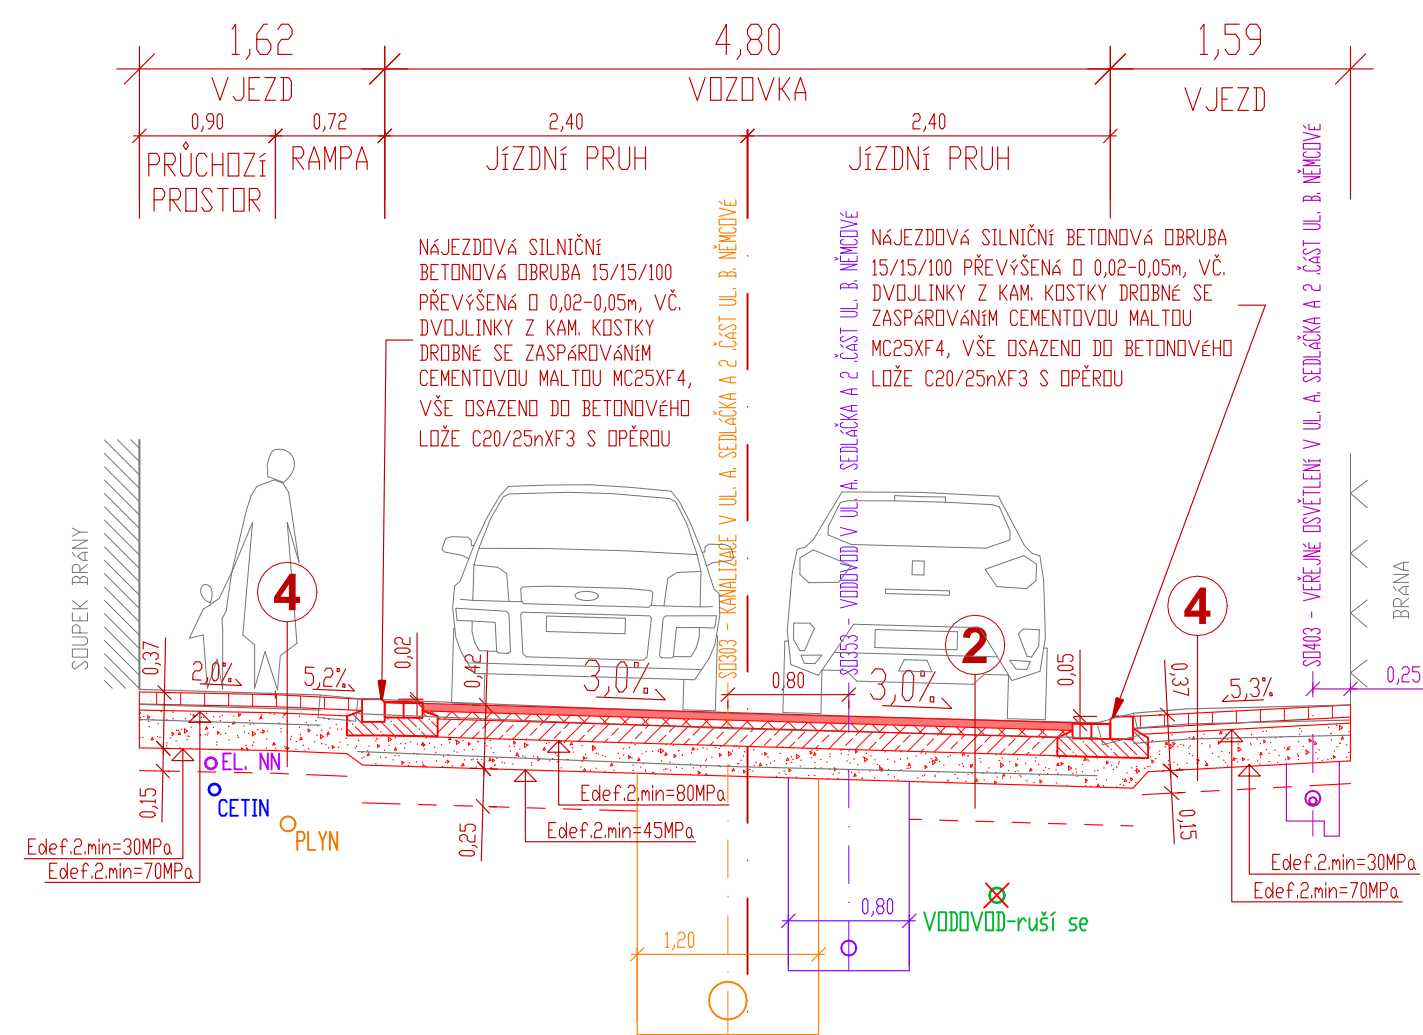 1,62
4,80
1,59
VJEZD
VOZOVKA
VJEZD
0,90
0,72
2,40
2,40
PRŮCHOZÍ
PROSTOR
RAMPA
JÍZDNÍ PRUH
JÍZDNÍ PRUH
NÁJEZDOVÁ SILNIČNÍ
BETONOVÁ OBRUBA 15/15/100
PŘEVÝŠENÁ O 0,02-0,05m, VČ.
DVOJLINKY Z KAM. KOSTKY
DROBNÉ SE ZASPÁROVÁNÍM
CEMENTOVOU MALTOU MC25XF4,
VŠE OSAZENO DO BETONOVÉHO
LOŽE C20/25nXF3 S OPĚROU
NÁJEZDOVÁ SILNIČNÍ BETONOVÁ OBRUBA
15/15/100 PŘEVÝŠENÁ O 0,02-0,05m, VČ.
DVOJLINKY Z KAM. KOSTKY DROBNÉ SE
ZASPÁROVÁNÍM CEMENTOVOU MALTOU
MC25XF4, VŠE OSAZENO DO BETONOVÉHO
LOŽE C20/25nXF3 S OPĚROU
SO303 - KANALIZACE V UL. A. SEDLÁČKA A 2 .ČÁST UL. B. NĚMCOVÉ
SO353 - VODOVOD V UL. A. SEDLÁČKA A 2 .ČÁST UL. B. NĚMCOVÉ
SO403 - VEŘEJNÉ OSVĚTLENÍ V UL. A. SEDLÁČKA A 2 .ČÁST UL. B. NĚMCOVÉ
SOUPEK BRÁNY
BRÁNA
4
2
4
0,37
2,0%
5,2%
0,02
0,42
3,0%
0,80
3,0%
0,05
0,37
5,3%
0,25
EL. NN
CETIN
PLYN
0,15
0,25
0,15
Edef.2.min=80MPa
Edef.2.min=45MPa
Edef.2.min=30MPa
Edef.2.min=70MPa
Edef.2.min=30MPa
Edef.2.min=70MPa
0,80
VODOVOD-ruší se
1,20